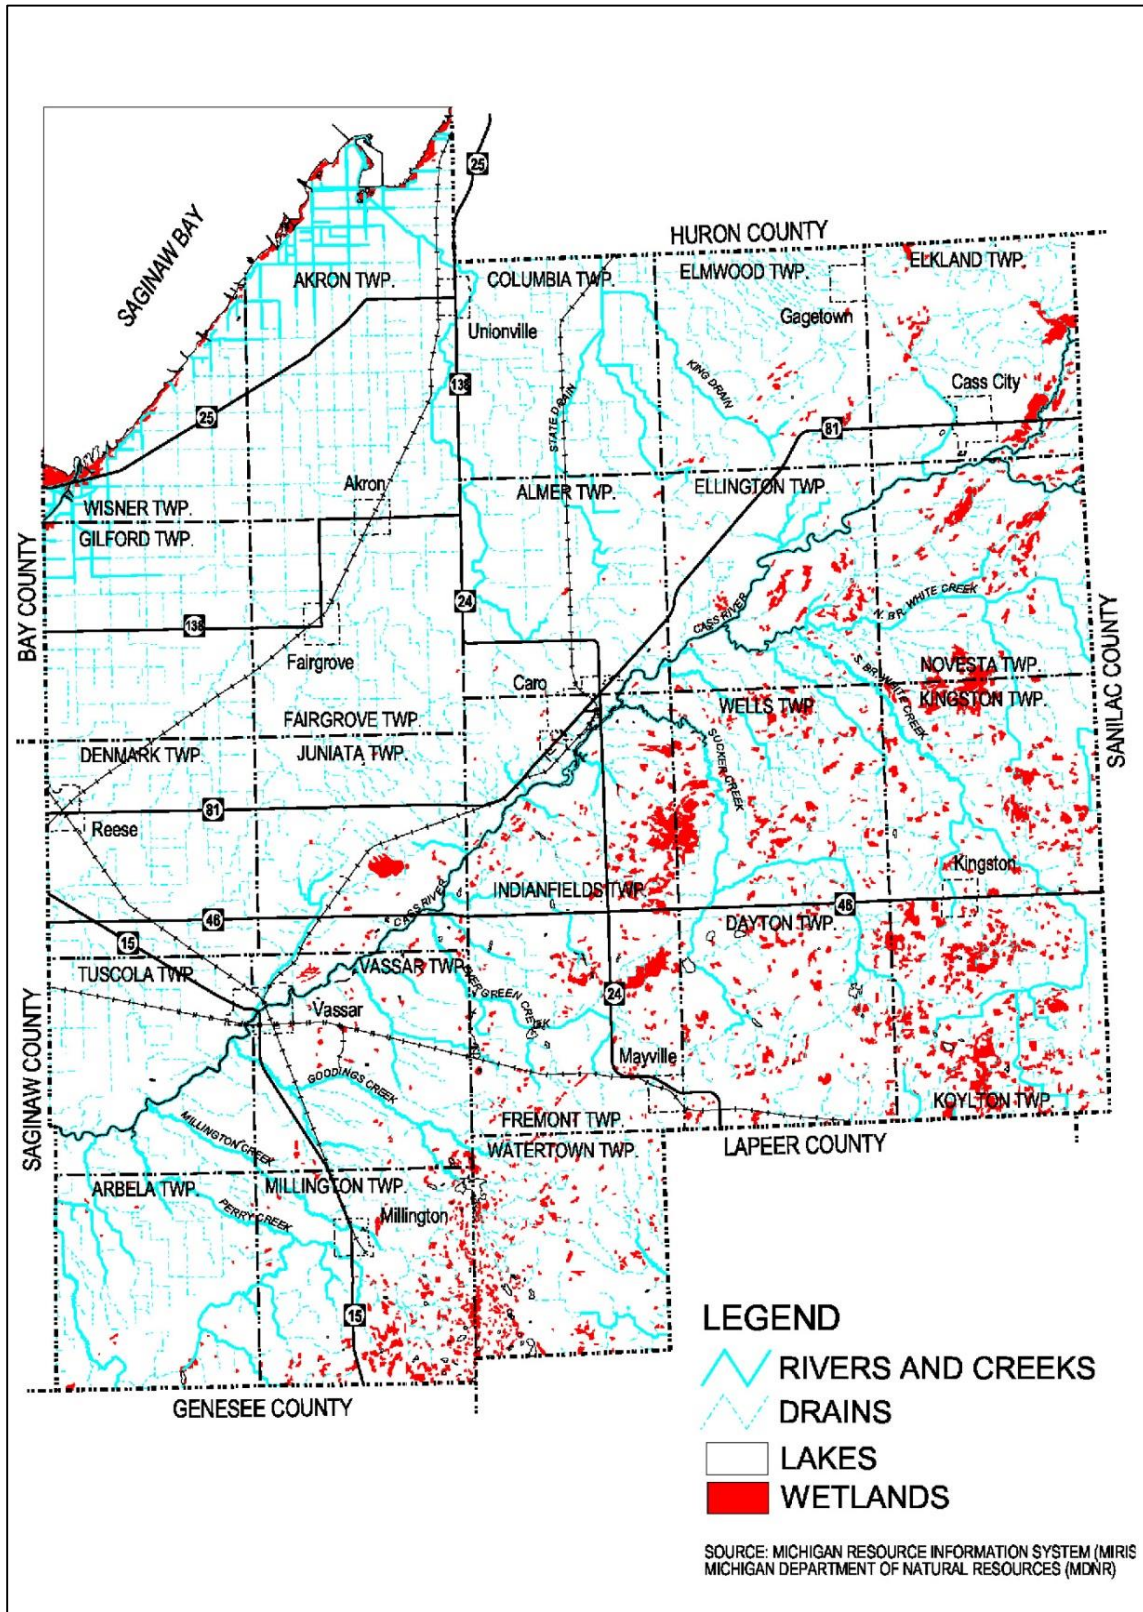 25
SAGINAW BAY
HURON COUNTY
AKRON TWP.
COLUMBIA TWP.
ELMWOOD TWP.
ELKLAND TWP.
Unionville
Gagetown
KING DRAIN
138
STATE DRAIN
Cass City
25
81
Akron
WISNER TWP.
ALMER TWP.
ELLINGTON TWP.
GILFORD TWP.
BAY COUNTY
24
CASS RIVER
N. BR. WHITE CREEK
SANILAC COUNTY
138
Fairgrove
S. BR. WHITE CREEK
NOVESTA TWP.
Caro
WELLS TWP.
KINGSTON TWP.
FAIRGROVE TWP.
DENMARK TWP.
JUNIATA TWP.
SUCKER CREEK
81
Reese
Kingston
CASS RIVER
INDIANFIELDS TWP.
46
DAYTON TWP.
46
15
TUSCOLA TWP.
VASSAR TWP.
EVERGREEN CREEK
24
Vassar
Mayville
GOODINGS CREEK
SAGINAW COUNTY
MILLINGTON CREEK
FREMONT TWP.
KOYLTON TWP.
WATERTOWN TWP.
LAPEER COUNTY
ARBELA TWP.
MILLINGTON TWP.
PERRY CREEK
Millington
15
GENESEE COUNTY
LEGEND
RIVERS AND CREEKS
DRAINS
LAKES
WETLANDS
SOURCE: MICHIGAN RESOURCE INFORMATION SYSTEM (MIRIS
MICHIGAN DEPARTMENT OF NATURAL RESOURCES (MDNR)